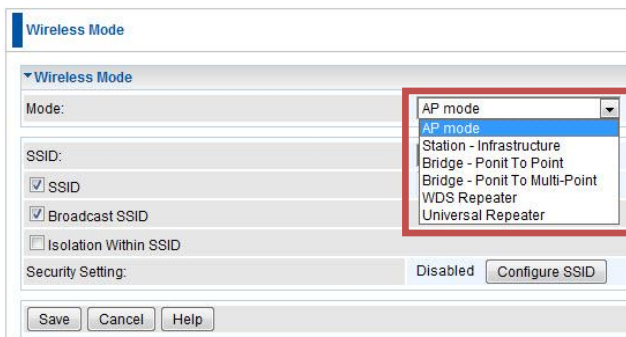 Wireless Mode
Wireless Mode
Mode: AP mode
AP mode
Station - Infrastructure
Bridge - Ponit To Point
Bridge - Ponit To Multi-Point
WDS Repeater
Universal Repeater
SSID:
SSID
Broadcast SSID
Isolation Within SSID
Security Setting: Disabled Configure SSID
Save Cancel Help